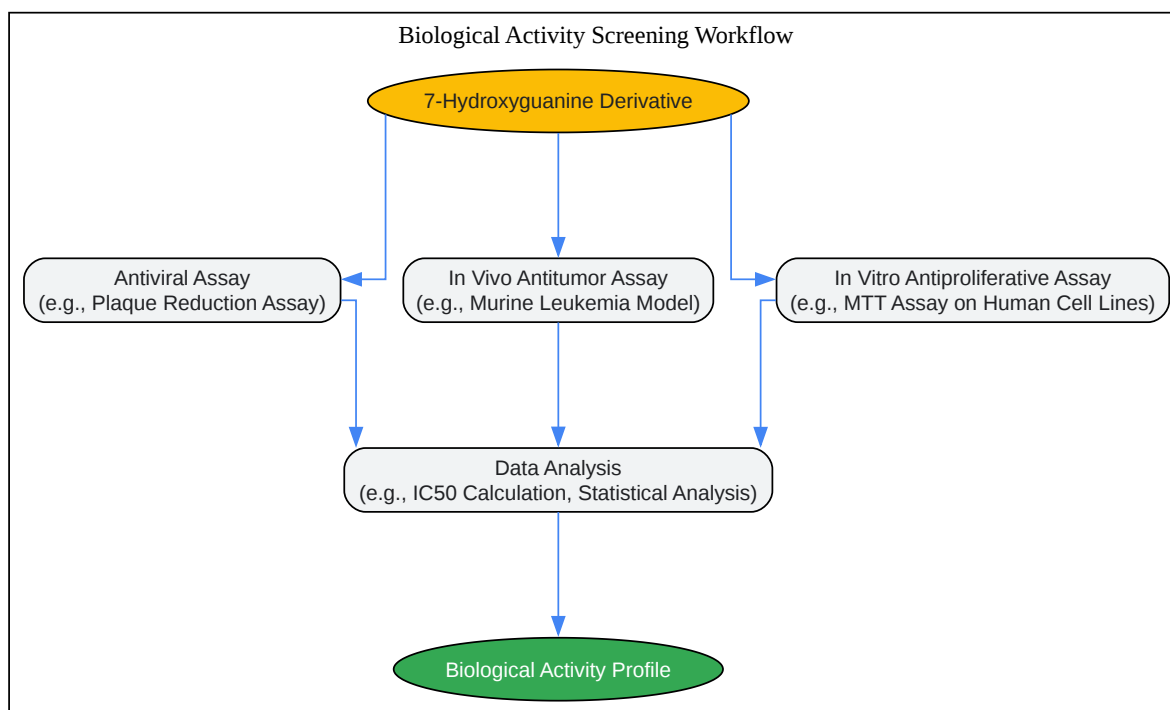 Biological Activity Screening Workflow
7-Hydroxyguanine Derivative
Antiviral Assay
(e.g., Plaque Reduction Assay)
In Vivo Antitumor Assay
(e.g., Murine Leukemia Model)
In Vitro Antiproliferative Assay
(e.g., MTT Assay on Human Cell Lines)
Data Analysis
(e.g., IC50 Calculation, Statistical Analysis)
Biological Activity Profile